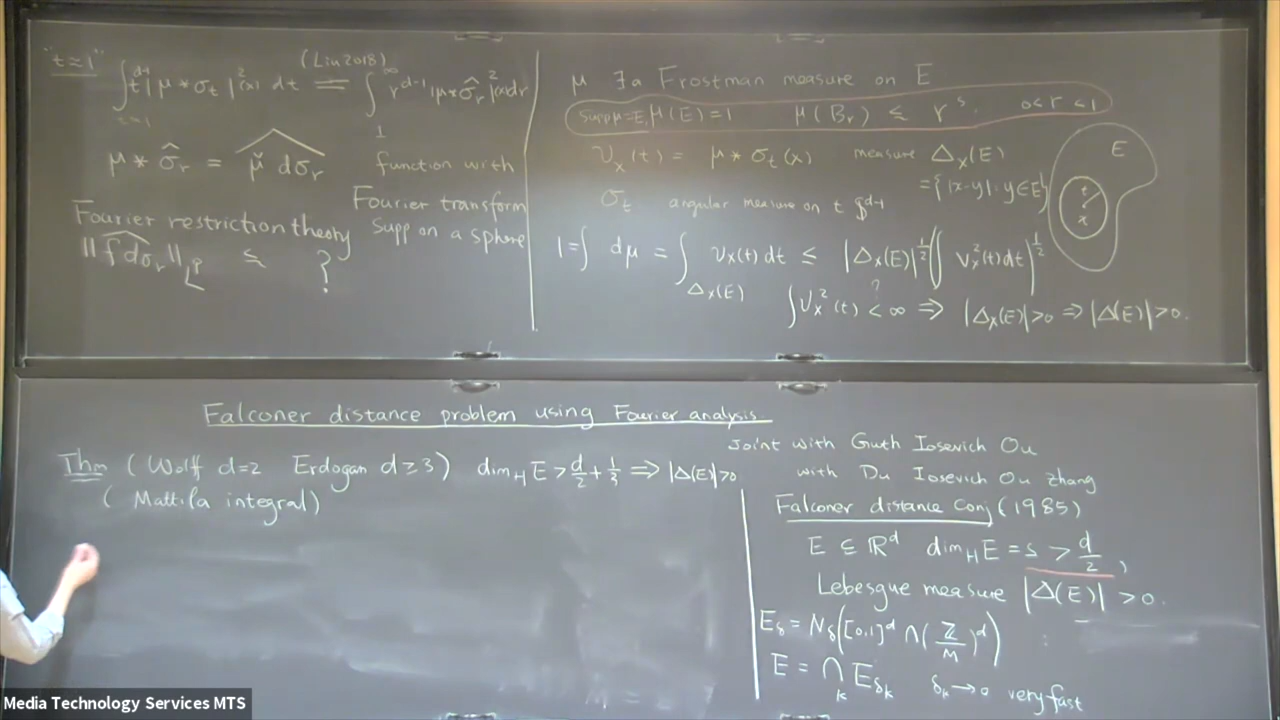 "t≈1"
(Liu 2018)
∫_{t≈1} t^{d-1} |μ*σ_t|²(x) dt = ∫_1^∞ r^{d-1} |μ*σ̂_r|²(x) dr
μ * σ̂_r = (μ̌ dσ_r)^
function with
Fourier transform
supp on a sphere
Fourier restriction theory
‖(f dσ_r)^‖_{L^p} ≲ ?
μ ∃ a Frostman measure on E
supp μ = E, μ(E) = 1 μ(B_r) ≲ r^s. 0<r<1
ν_x(t) = μ*σ_t(x) measure Δ_x(E)
= {|x-y| : y∈E}
E
t
x
σ_t angular measure on t S^{d-1}
1 = ∫ dμ = ∫_{Δ_x(E)} ν_x(t) dt ≤ |Δ_x(E)|^{1/2} (∫ ν_x²(t) dt)^{1/2}
?
∫ν_x²(t) < ∞ ⇒ |Δ_x(E)|>0 ⇒ |Δ(E)|>0.
Falconer distance problem using Fourier analysis.
Thm (Wolff d=2 Erdogan d≥3) dim_H E > d/2 + 1/3 ⇒ |Δ(E)|>0
(Mattila integral)
Joint with Guth Iosevich Ou
with Du Iosevich Ou Zhang
Falconer distance Conj (1985)
E ⊆ ℝ^d dim_H E = s > d/2,
Lebesgue measure |Δ(E)| > 0.
E_δ = N_δ([0,1]^d ∩ (Z/M)^d)
E = ∩_k E_{δ_k} δ_k → 0 very fast
Media Technology Services MTS